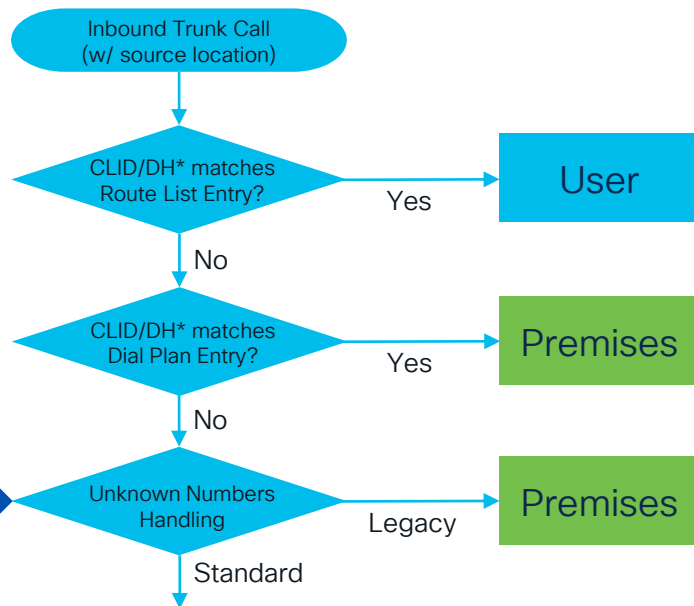 Inbound Trunk Call
(w/ source location)
CLID/DH* matches
Route List Entry?
Yes
User
No
CLID/DH* matches
Dial Plan Entry?
Yes
Premises
No
Unknown Numbers
Handling
Legacy
Premises
Standard